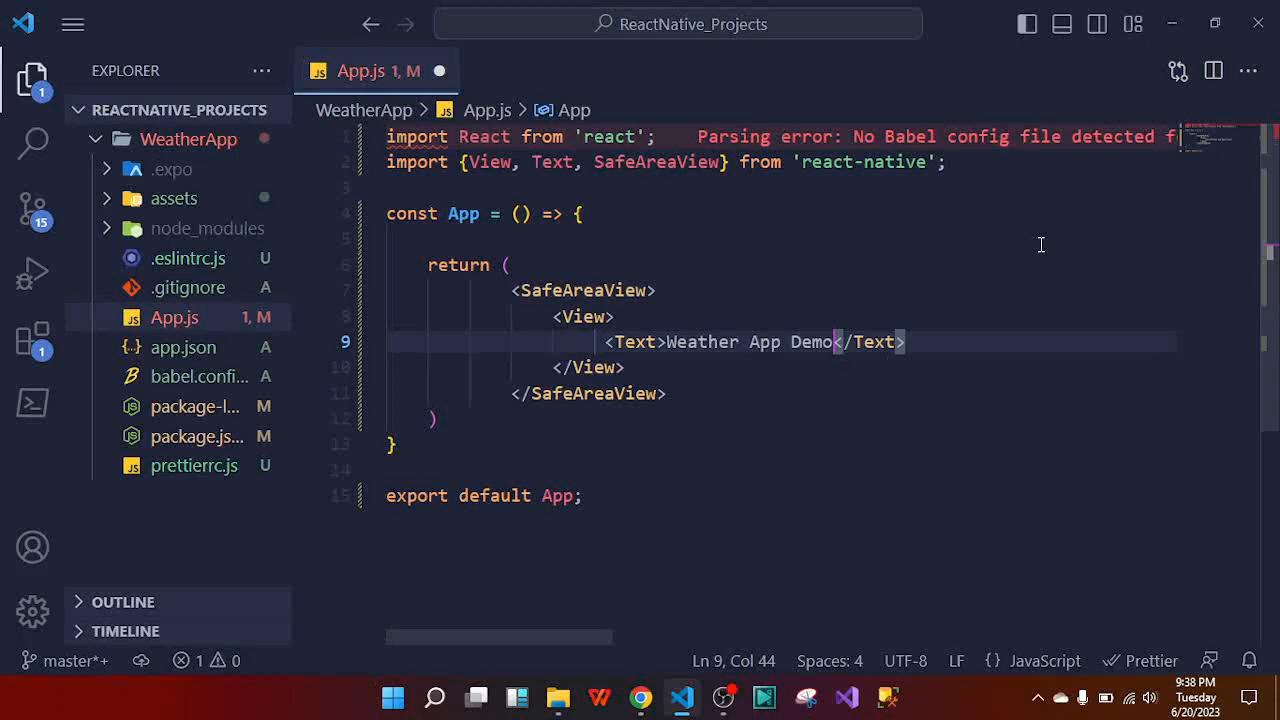 ReactNative_Projects
EXPLORER
App.js 1, M
REACTNATIVE_PROJECTS
WeatherApp > App.js > App
WeatherApp
.expo
assets
node_modules
.eslintrc.js U
.gitignore A
App.js 1, M
app.json A
babel.confi... A
package-l... M
package.js... M
prettierrc.js U
OUTLINE
TIMELINE
1
15
1
1 import React from 'react'; Parsing error: No Babel config file detected f
2 import {View, Text, SafeAreaView} from 'react-native';
3
4 const App = () => {
5
6 return (
7 <SafeAreaView>
8 <View>
9 <Text>Weather App Demo</Text>
10 </View>
11 </SafeAreaView>
12 )
13 }
14
15 export default App;
master*+ 1 0 Ln 9, Col 44 Spaces: 4 UTF-8 LF {} JavaScript Prettier
9:38 PM
Tuesday
6/20/2023